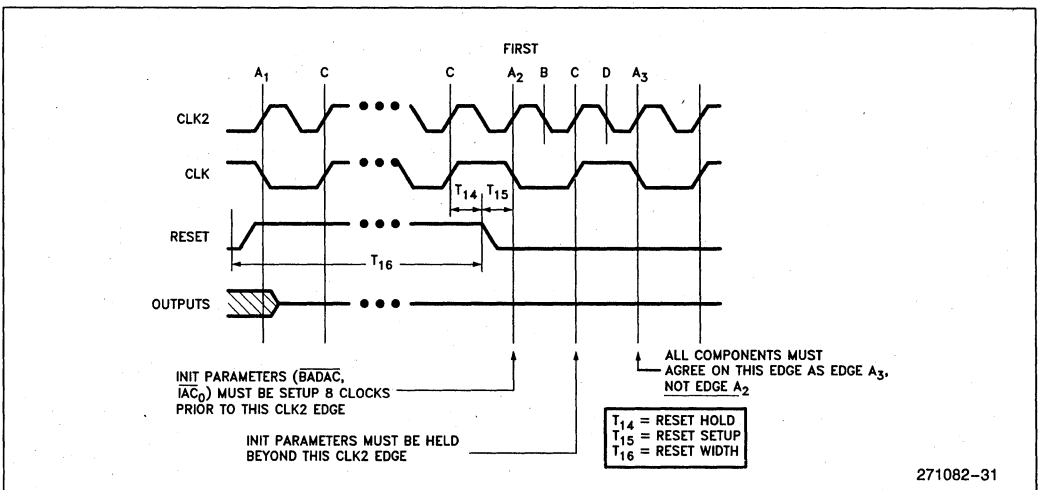 FIRST
A1 C C A2 B C D A3
CLK2
CLK
T14 T15
RESET
T16
OUTPUTS
INIT PARAMETERS (B̅A̅D̅A̅C̅,
I̅A̅C̅0) MUST BE SETUP 8 CLOCKS
PRIOR TO THIS CLK2 EDGE
ALL COMPONENTS MUST
AGREE ON THIS EDGE AS EDGE A3,
NOT EDGE A2
INIT PARAMETERS MUST BE HELD
BEYOND THIS CLK2 EDGE
T14 = RESET HOLD
T15 = RESET SETUP
T16 = RESET WIDTH
271082–31